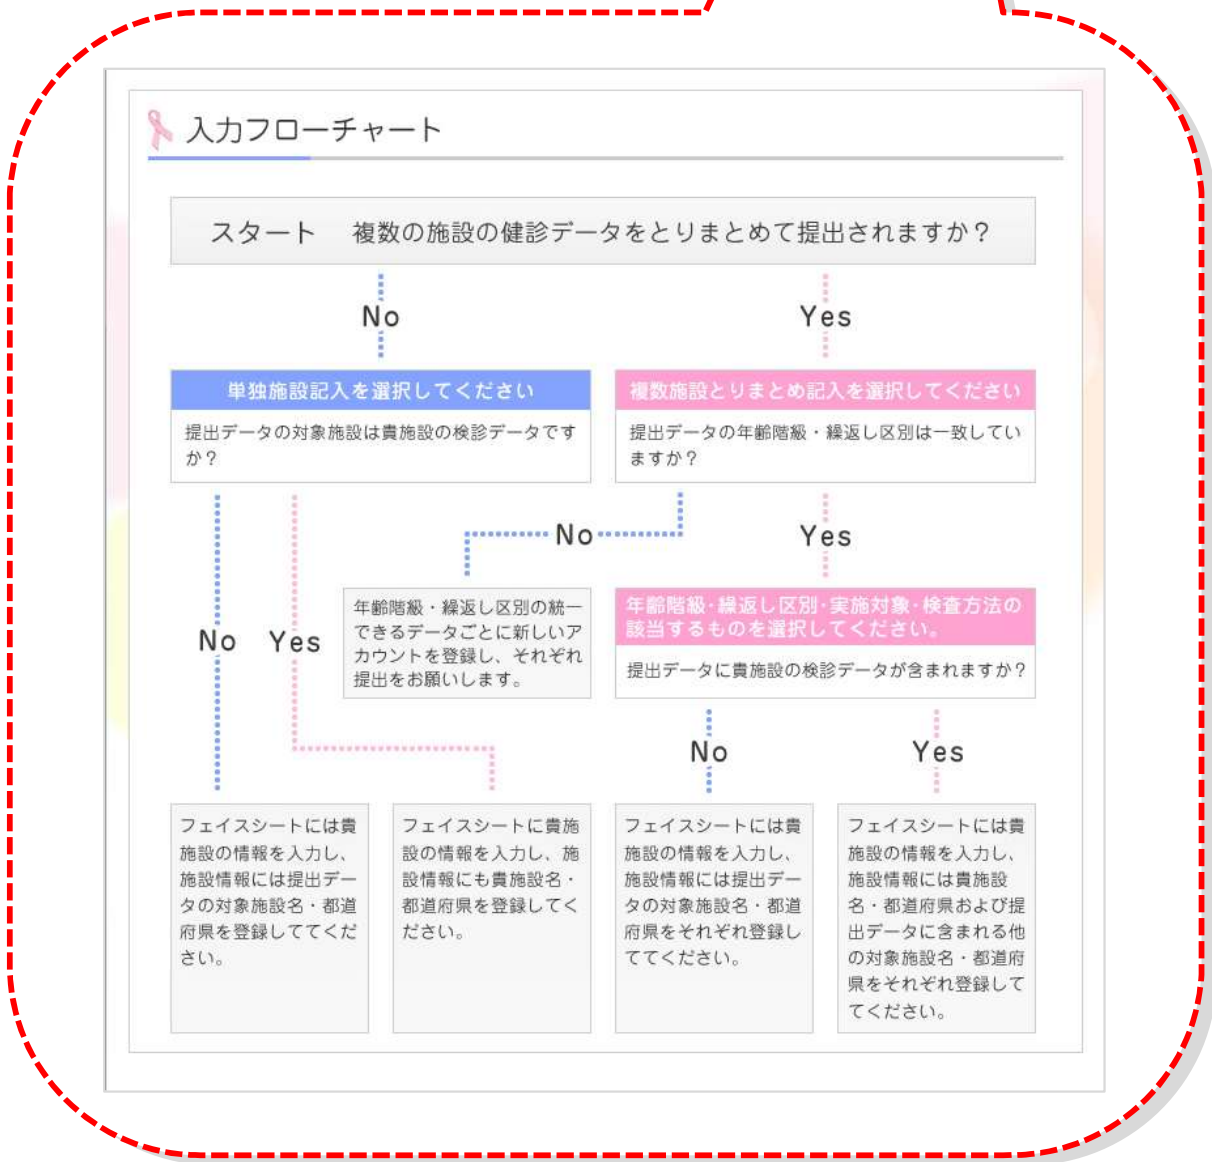 入力フローチャート
スタート　複数の施設の健診データをとりまとめて提出されますか？
No
Yes
単独施設記入を選択してください
提出データの対象施設は貴施設の検診データです
か？
複数施設とりまとめ記入を選択してください
提出データの年齢階級・繰返し区別は一致してい
ますか？
No
Yes
No
Yes
年齢階級・繰返し区別の統一
できるデータごとに新しいア
カウントを登録し、それぞれ
提出をお願いします。
年齢階級・繰返し区別・実施対象・検査方法の
該当するものを選択してください。
提出データに貴施設の検診データが含まれますか？
No
Yes
フェイスシートには貴
施設の情報を入力し、
施設情報には提出デー
タの対象施設名・都道
府県を登録しててくだ
さい。
フェイスシートに貴施
設の情報を入力し、施
設情報にも貴施設名・
都道府県を登録してく
ださい。
フェイスシートには貴
施設の情報を入力し、
施設情報には提出デー
タの対象施設名・都道
府県をそれぞれ登録し
ててください。
フェイスシートには貴
施設の情報を入力し、
施設情報には貴施設
名・都道府県および提
出データに含まれる他
の対象施設名・都道府
県をそれぞれ登録して
てください。